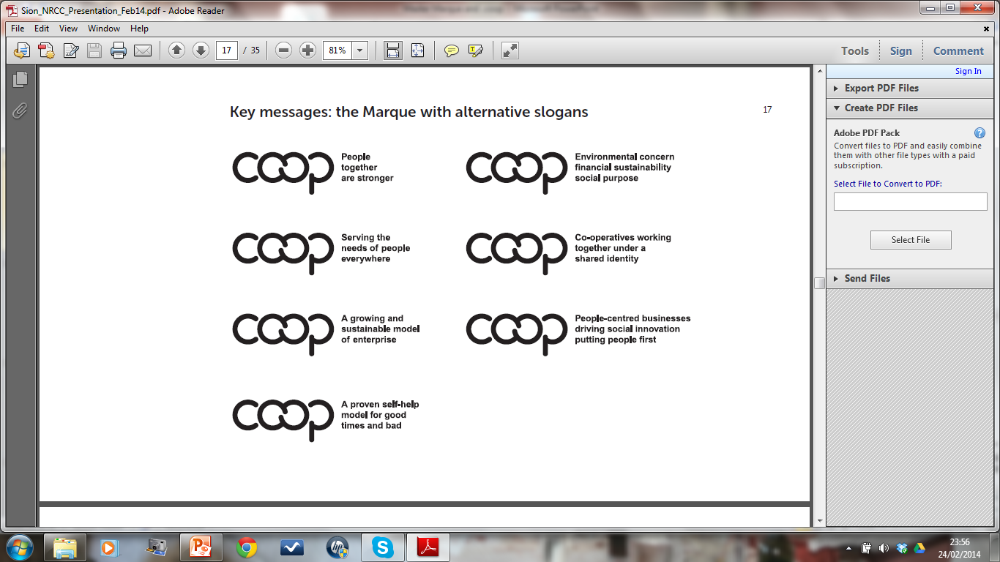 Sion_NRCC_Presentation_Feb14.pdf - Adobe Reader
File Edit View Window Help
17 / 35 81% Tools Sign Comment
Sign In
Export PDF Files
Create PDF Files
Adobe PDF Pack
Convert files to PDF and easily combine
them with other file types with a paid
subscription.
Select File to Convert to PDF:
Select File
Send Files
Key messages: the Marque with alternative slogans
17
coop
People
together
are stronger
coop
Environmental concern
financial sustainability
social purpose
coop
Serving the
needs of people
everywhere
coop
Co-operatives working
together under a
shared identity
coop
A growing and
sustainable model
of enterprise
coop
People-centred businesses
driving social innovation
putting people first
coop
A proven self-help
model for good
times and bad
23:56
24/02/2014